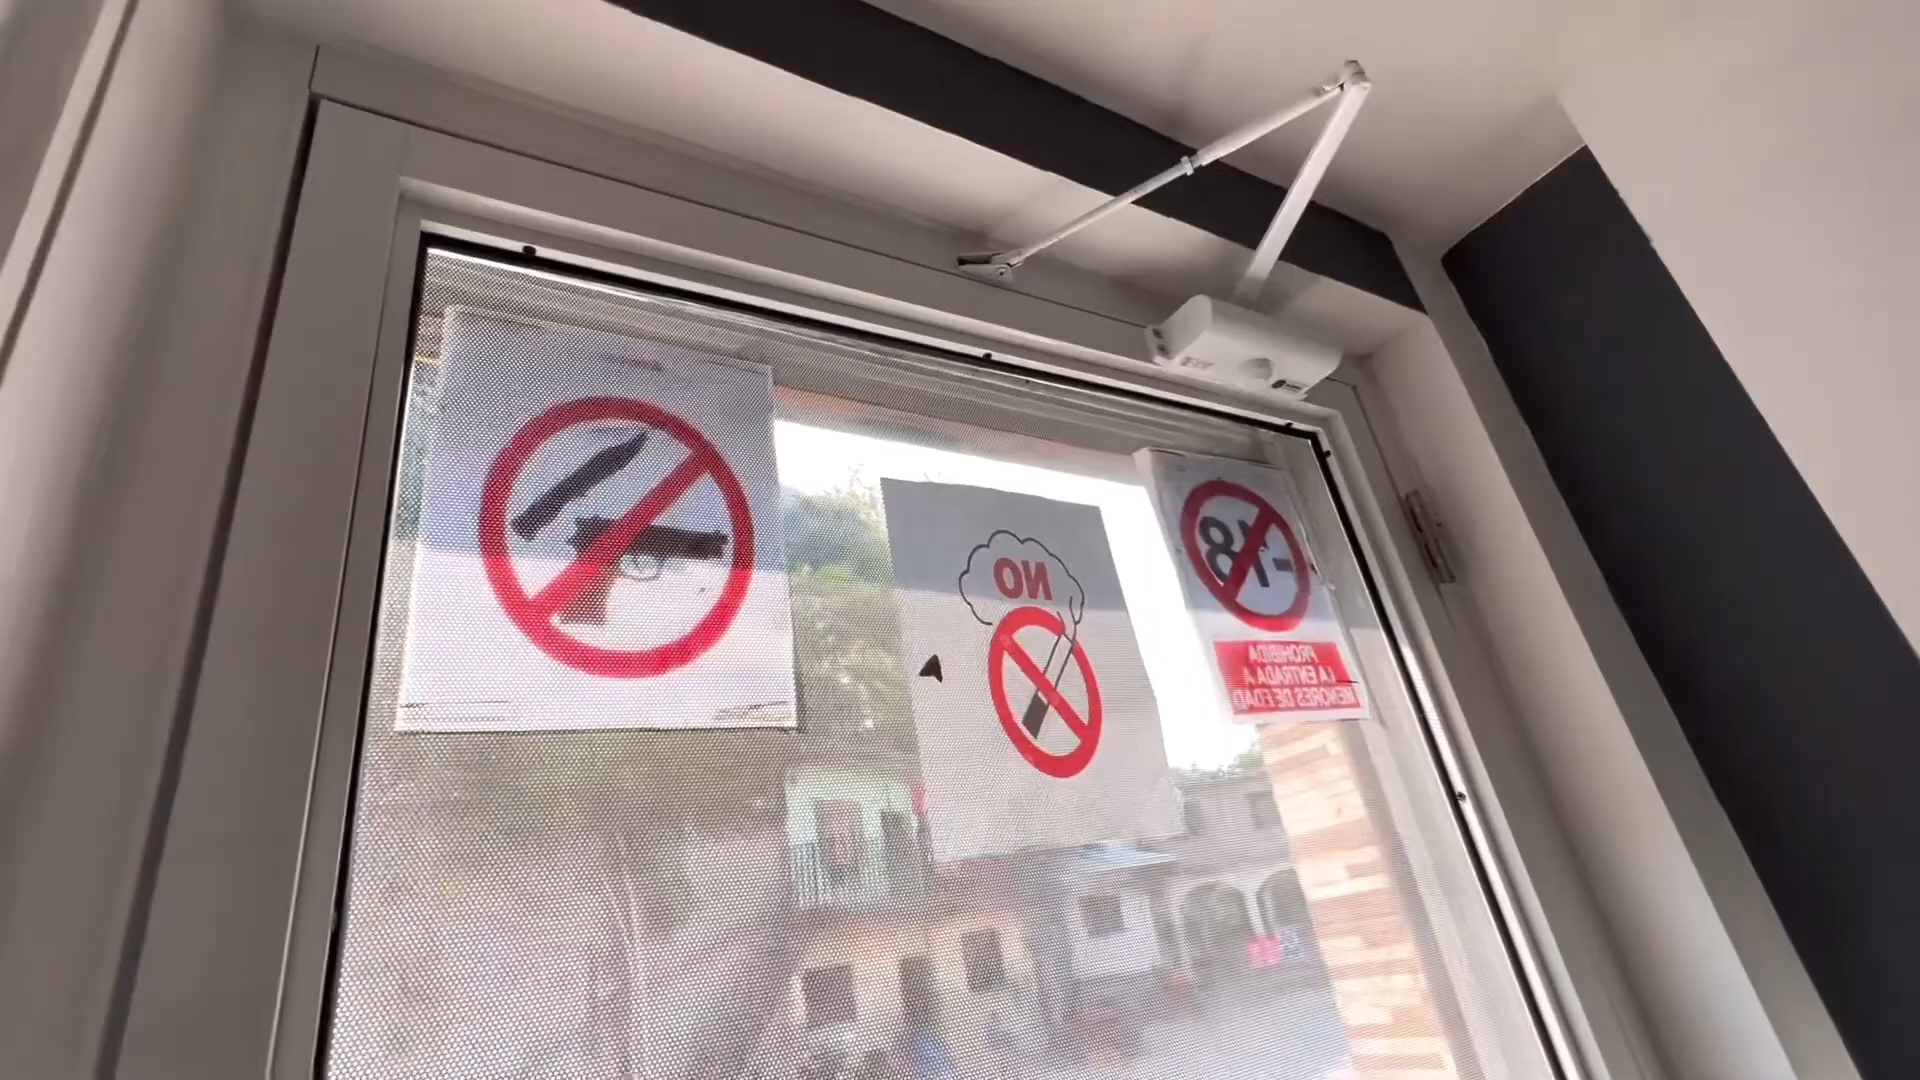 NO
-18
PROHIBIDA
LA ENTRADA A
MENORES DE EDAD